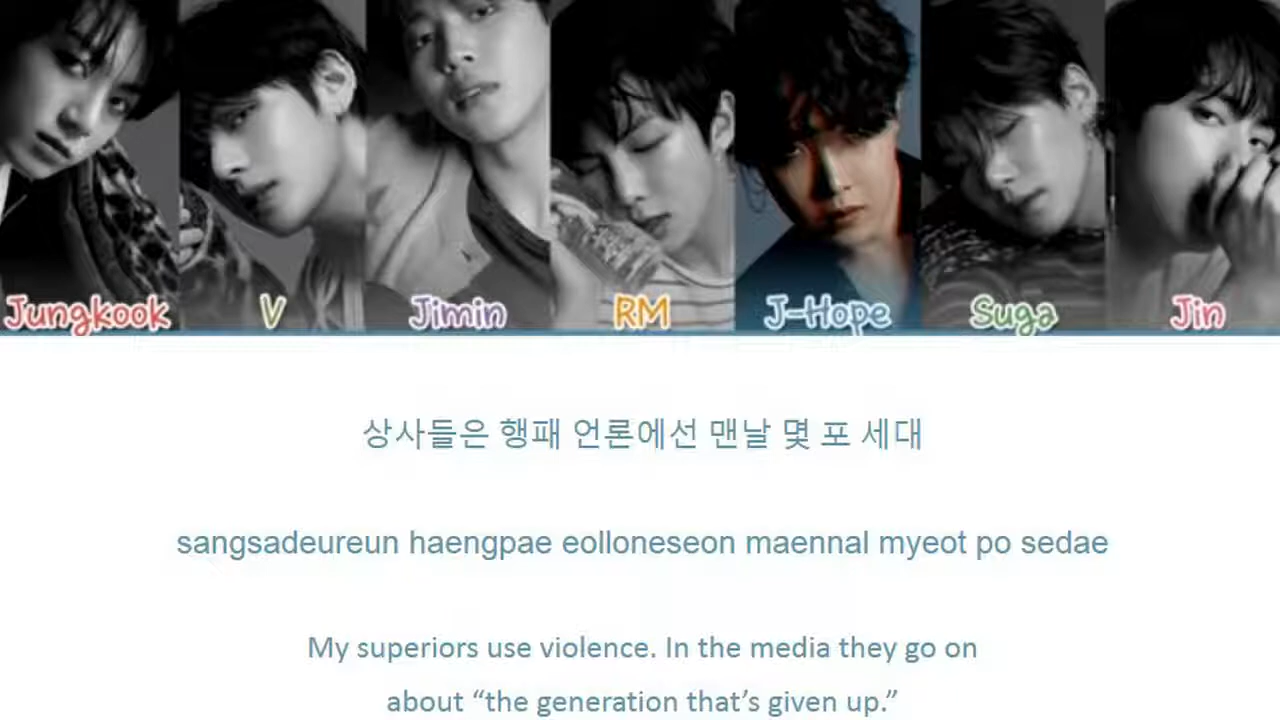 Jungkook V Jimin RM J-Hope Suga Jin
상사들은 행패 언론에선 맨날 몇 포 세대
sangsadeureun haengpae eolloneseon maennal myeot po sedae
My superiors use violence. In the media they go on
about “the generation that’s given up.”